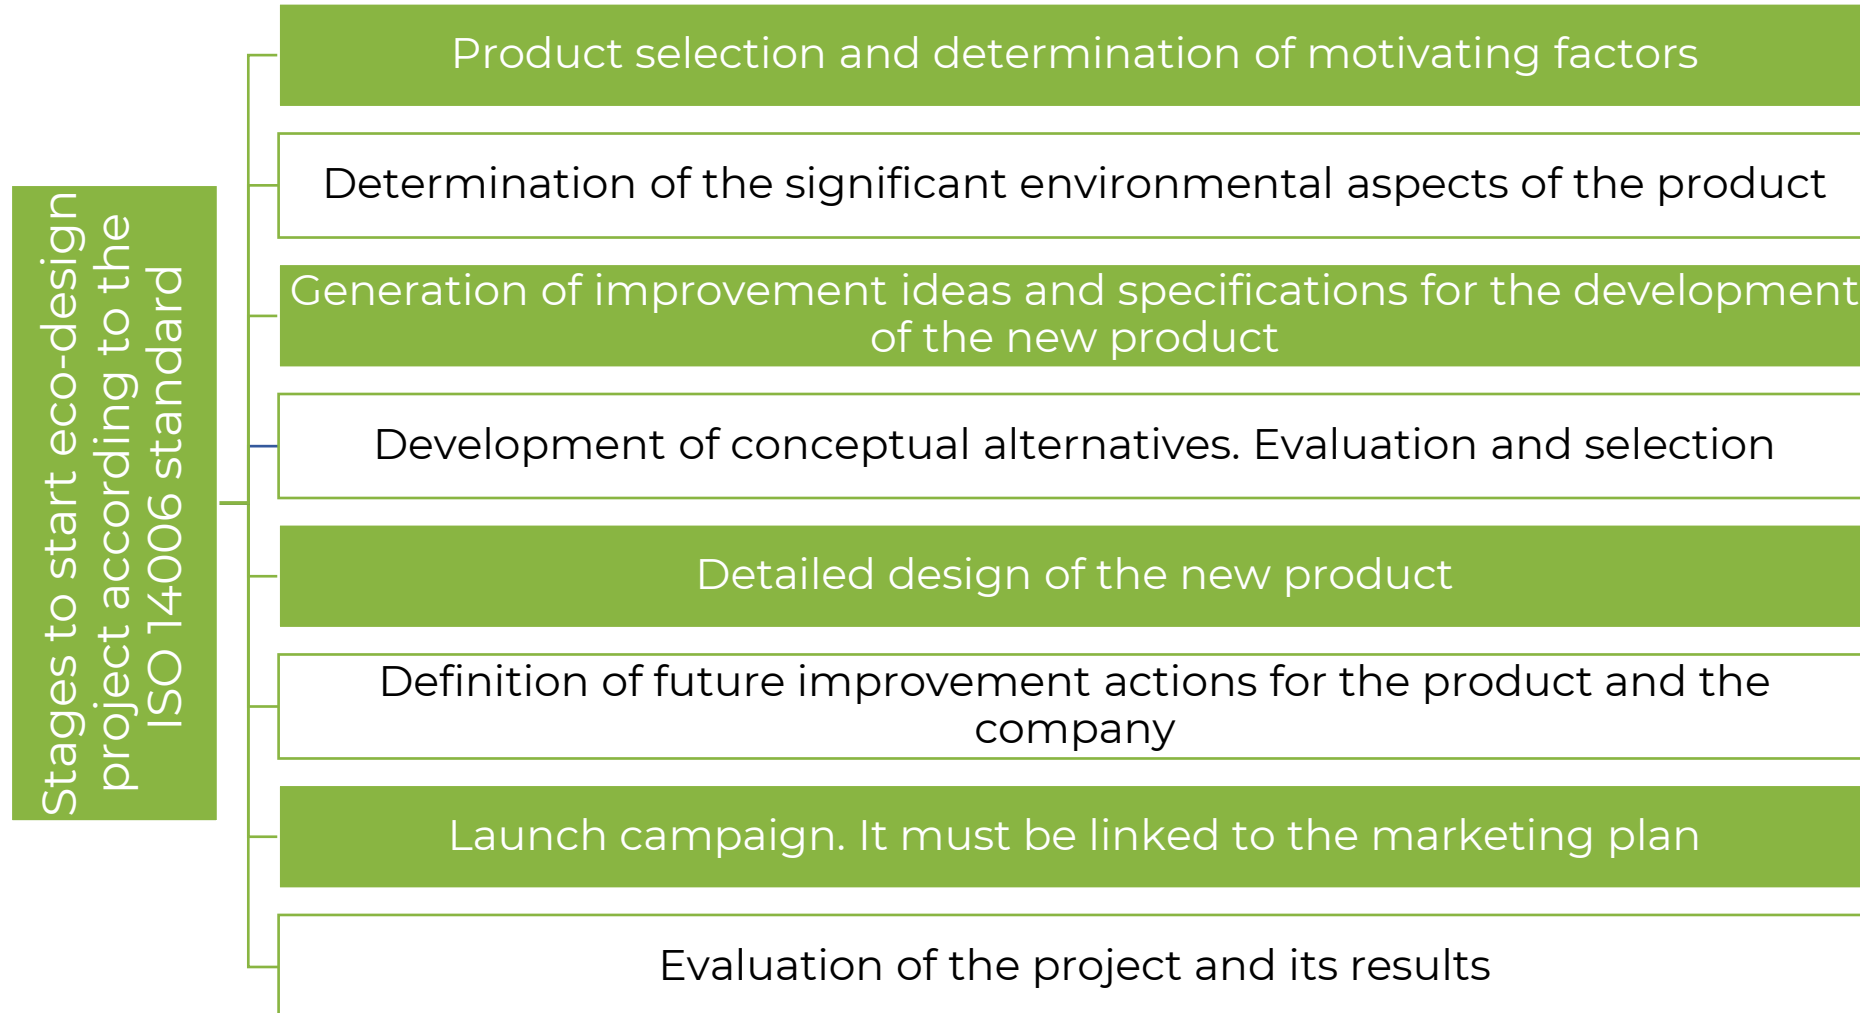 Stages to start eco-design
project according to the
ISO 14006 standard
Product selection and determination of motivating factors
Determination of the significant environmental aspects of the product
Generation of improvement ideas and specifications for the development
of the new product
Development of conceptual alternatives. Evaluation and selection
Detailed design of the new product
Definition of future improvement actions for the product and the
company
Launch campaign. It must be linked to the marketing plan
Evaluation of the project and its results